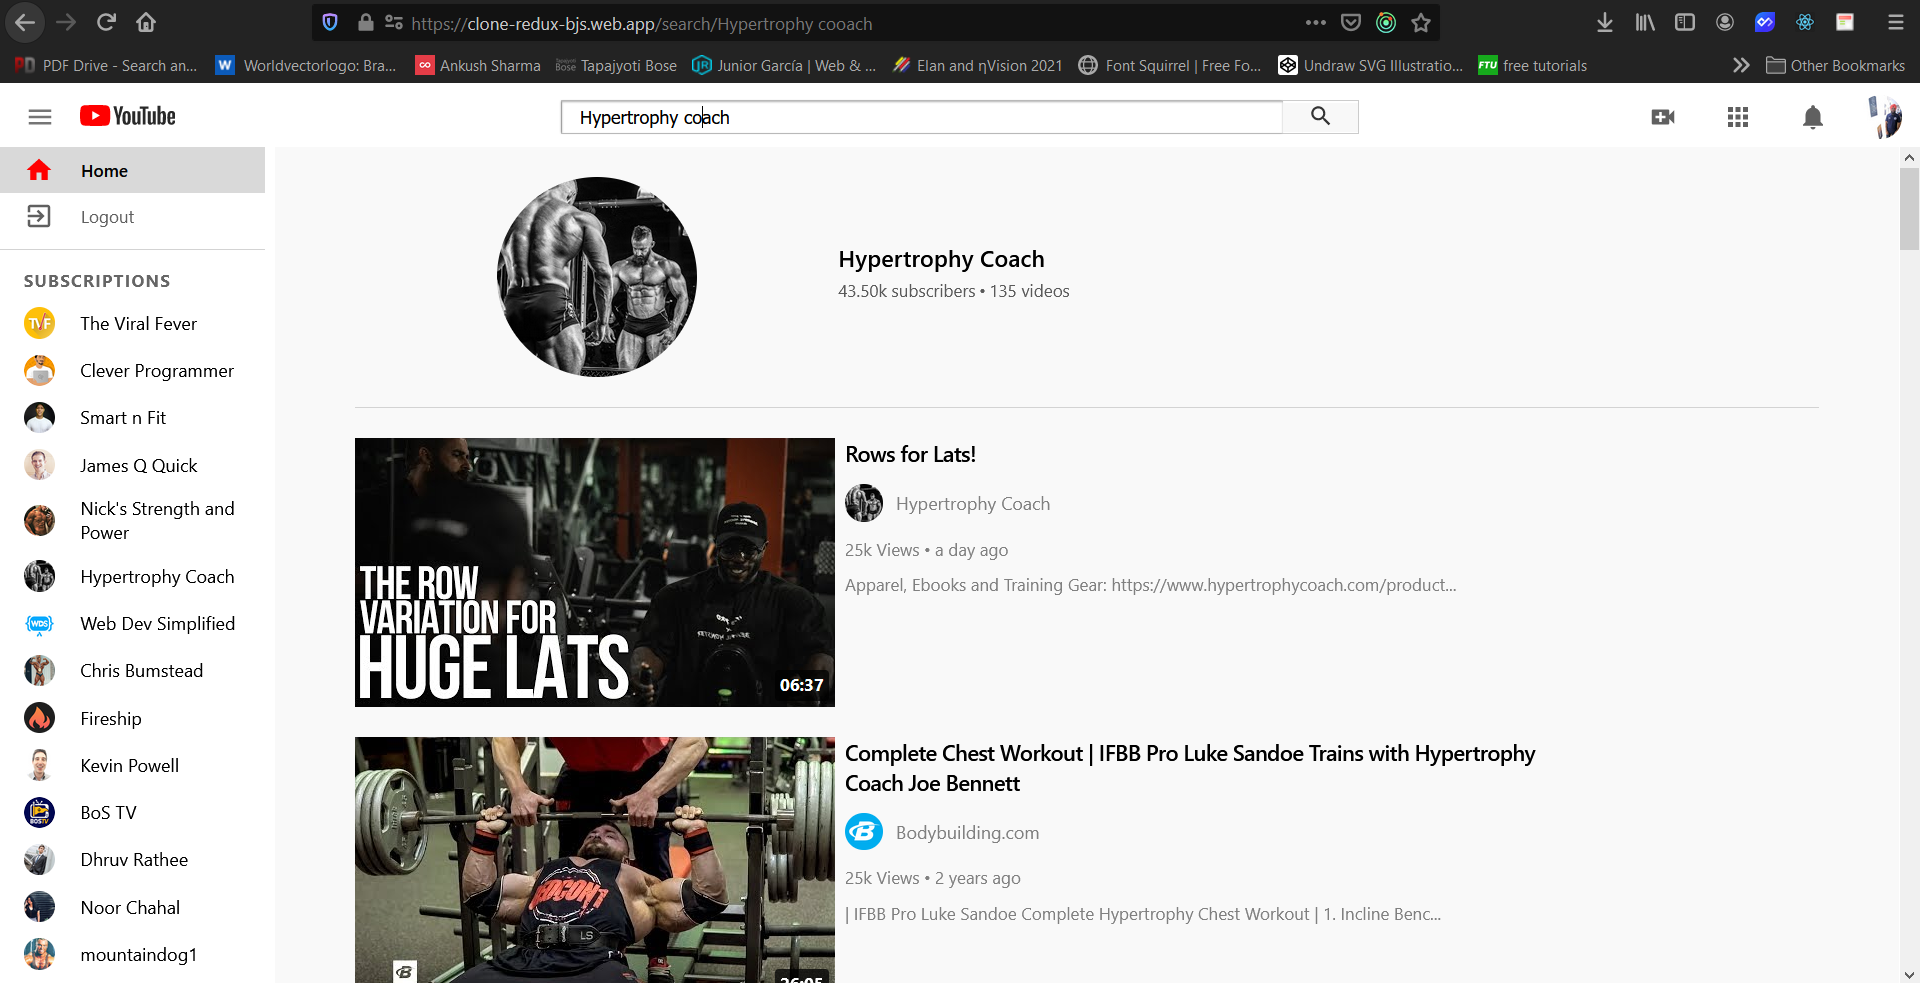 https://clone-redux-bjs.web.app/search/Hypertrophy cooach
PDF Drive - Search an...
W Worldvectorlogo: Bra...
Ankush Sharma
Tapajyoti Bose
Junior García | Web & ...
Elan and ηVision 2021
Font Squirrel | Free Fo...
Undraw SVG Illustratio...
FTU free tutorials
Other Bookmarks
YouTube
Hypertrophy coach
Home
Logout
SUBSCRIPTIONS
TVF The Viral Fever
Clever Programmer
Smart n Fit
James Q Quick
Nick's Strength and
Power
Hypertrophy Coach
WDS Web Dev Simplified
Chris Bumstead
Fireship
Kevin Powell
BoS TV
Dhruv Rathee
Noor Chahal
mountaindog1
Hypertrophy Coach
43.50k subscribers • 135 videos
THE ROW
VARIATION FOR
HUGE LATS
06:37
Rows for Lats!
Hypertrophy Coach
25k Views • a day ago
Apparel, Ebooks and Training Gear: https://www.hypertrophycoach.com/product...
LS
B
Complete Chest Workout | IFBB Pro Luke Sandoe Trains with Hypertrophy
Coach Joe Bennett
B Bodybuilding.com
25k Views • 2 years ago
| IFBB Pro Luke Sandoe Complete Hypertrophy Chest Workout | 1. Incline Benc...